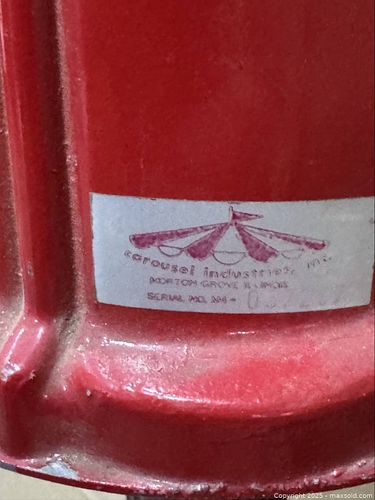 carousel industries, inc.
MORTON GROVE ILLINOIS
SERIAL NO. 
Copyright 2025 - maxsold.com